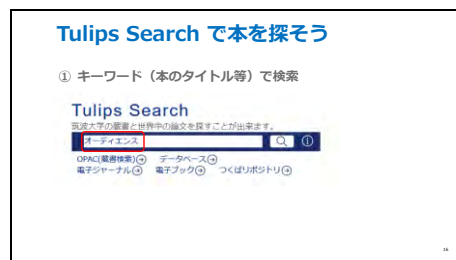 Tulips Search で本を探そう
① キーワード（本のタイトル等）で検索
Tulips Search
筑波大学の蔵書と世界中の論文を探すことが出来ます。
オーディエンス
OPAC(蔵書検索) データベース
電子ジャーナル 電子ブック つくばリポジトリ
16